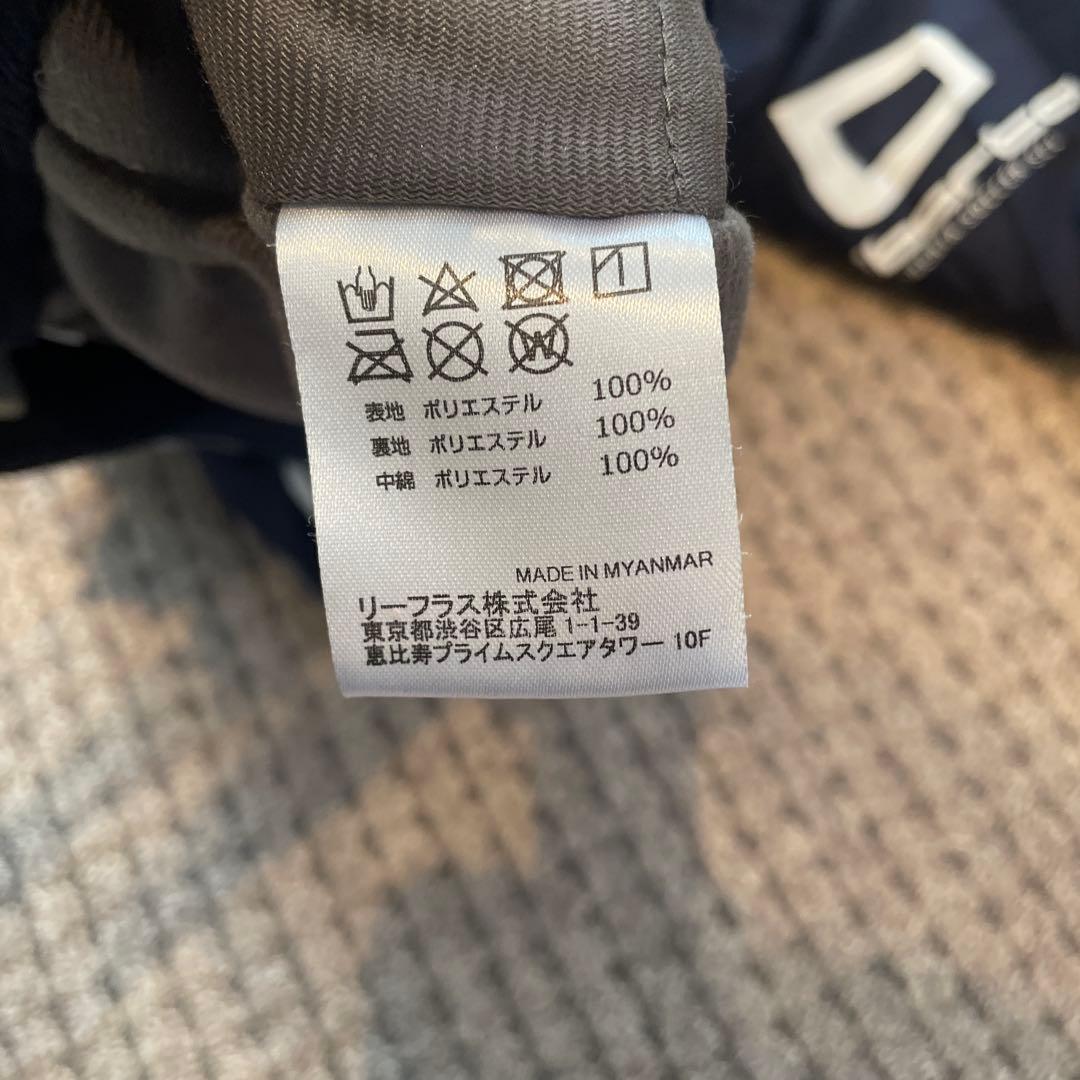 表地 ポリエステル 100%
裏地 ポリエステル 100%
中綿 ポリエステル 100%
MADE IN MYANMAR
リーフラス株式会社
東京都渋谷区広尾 1-1-39
恵比寿プライムスクエアタワー 10F